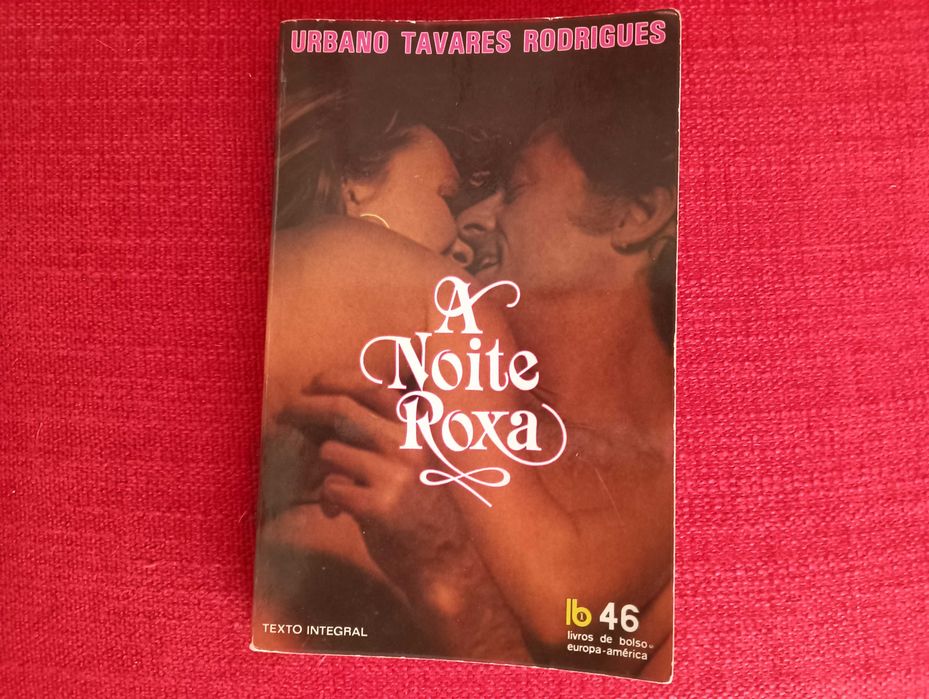 URBANO TAVARES RODRIGUES
A
Noite
Roxa
TEXTO INTEGRAL
lb 46
livros de bolso
europa-américa